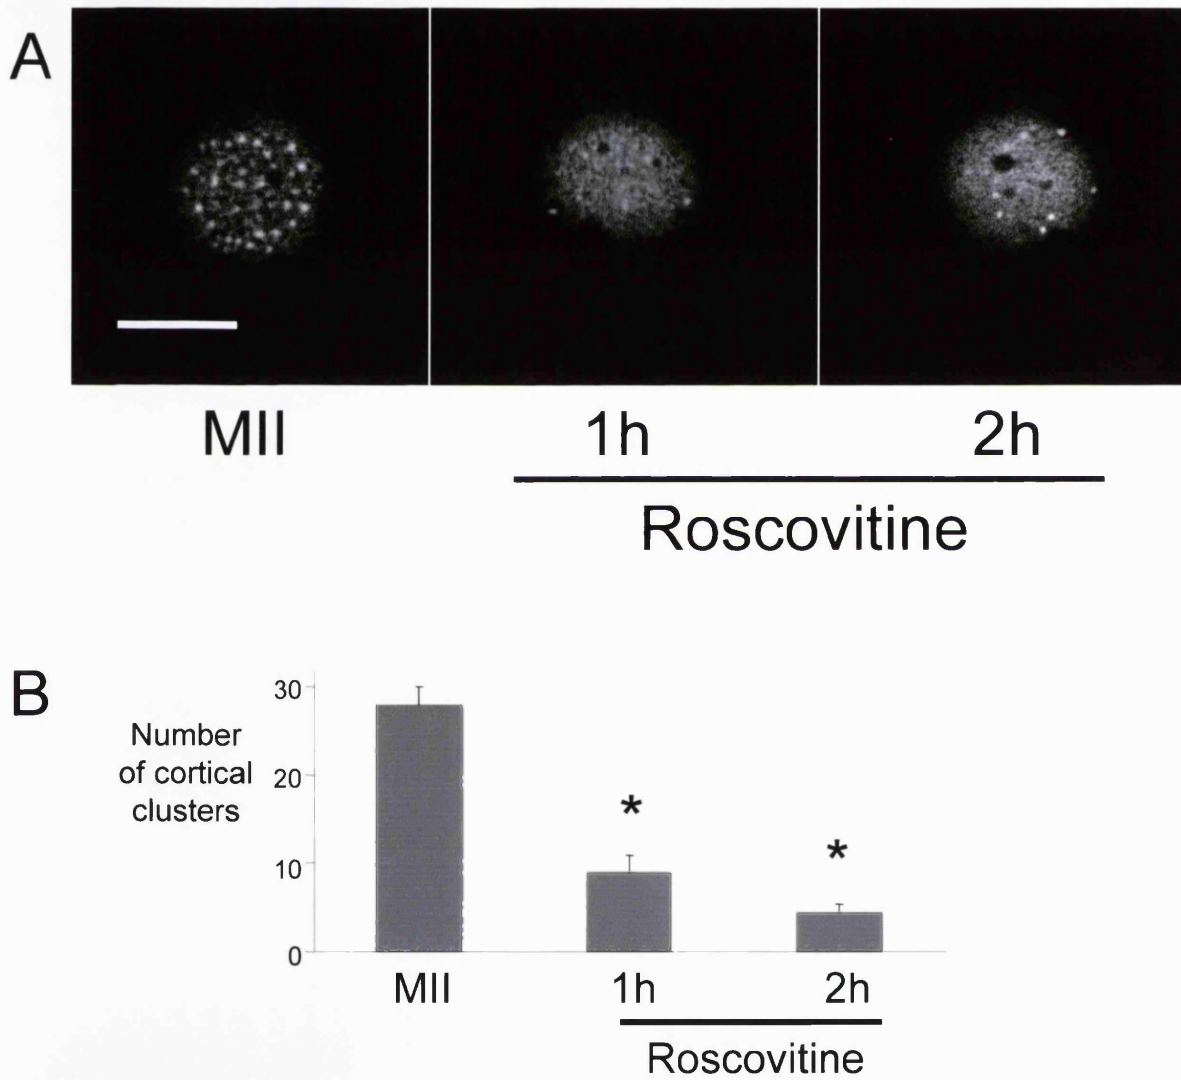 A
MII
1h
2h
Roscovitine
B
Number
of cortical
clusters
30
20
10
0
*
*
MII
1h
2h
Roscovitine